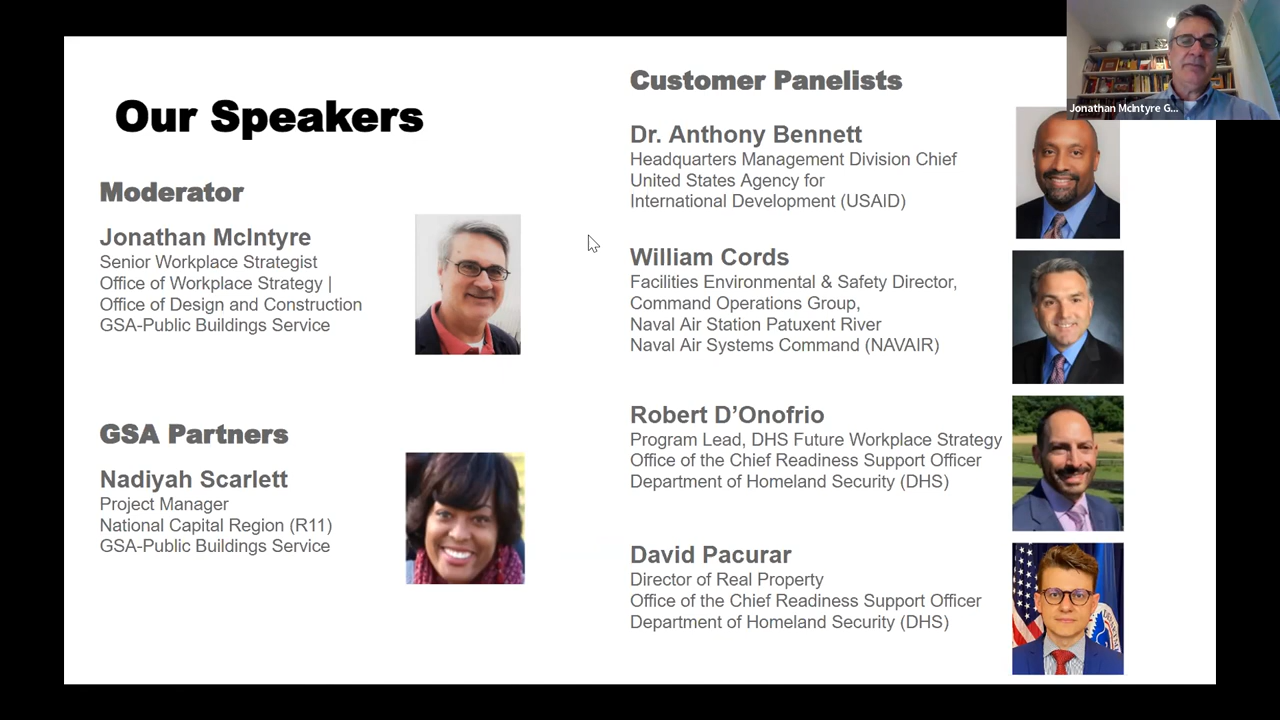 Our Speakers
Moderator
Jonathan McIntyre
Senior Workplace Strategist
Office of Workplace Strategy |
Office of Design and Construction
GSA-Public Buildings Service
GSA Partners
Nadiyah Scarlett
Project Manager
National Capital Region (R11)
GSA-Public Buildings Service
Customer Panelists
Dr. Anthony Bennett
Headquarters Management Division Chief
United States Agency for
International Development (USAID)
William Cords
Facilities Environmental & Safety Director,
Command Operations Group,
Naval Air Station Patuxent River
Naval Air Systems Command (NAVAIR)
Robert D’Onofrio
Program Lead, DHS Future Workplace Strategy
Office of the Chief Readiness Support Officer
Department of Homeland Security (DHS)
David Pacurar
Director of Real Property
Office of the Chief Readiness Support Officer
Department of Homeland Security (DHS)
Jonathan McIntyre G...